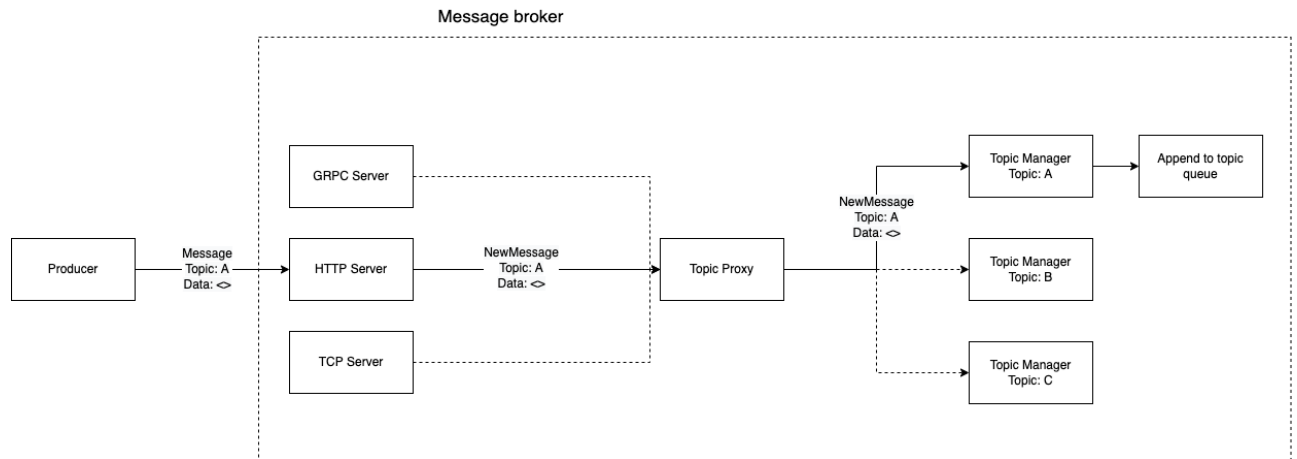 Message broker
GRPC Server
Producer
Message
Topic: A
Data: <>
HTTP Server
NewMessage
Topic: A
Data: <>
TCP Server
Topic Proxy
NewMessage
Topic: A
Data: <>
Topic Manager
Topic: A
Append to topic
queue
Topic Manager
Topic: B
Topic Manager
Topic: C